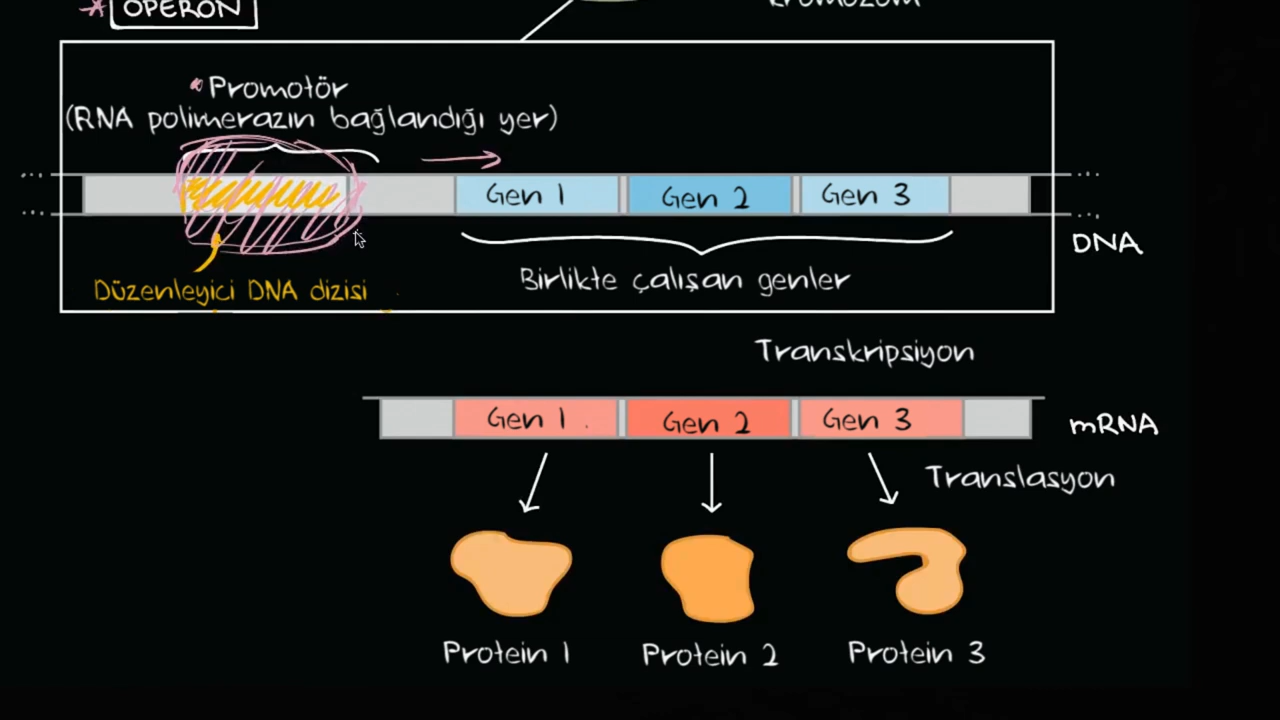 OPERON
kromozom
Promotör
(RNA polimerazın bağlandığı yer)
Gen 1
Gen 2
Gen 3
DNA
Düzenleyici DNA dizisi
Birlikte çalışan genler
Transkripsiyon
Gen 1
Gen 2
Gen 3
mRNA
Translasyon
Protein 1
Protein 2
Protein 3